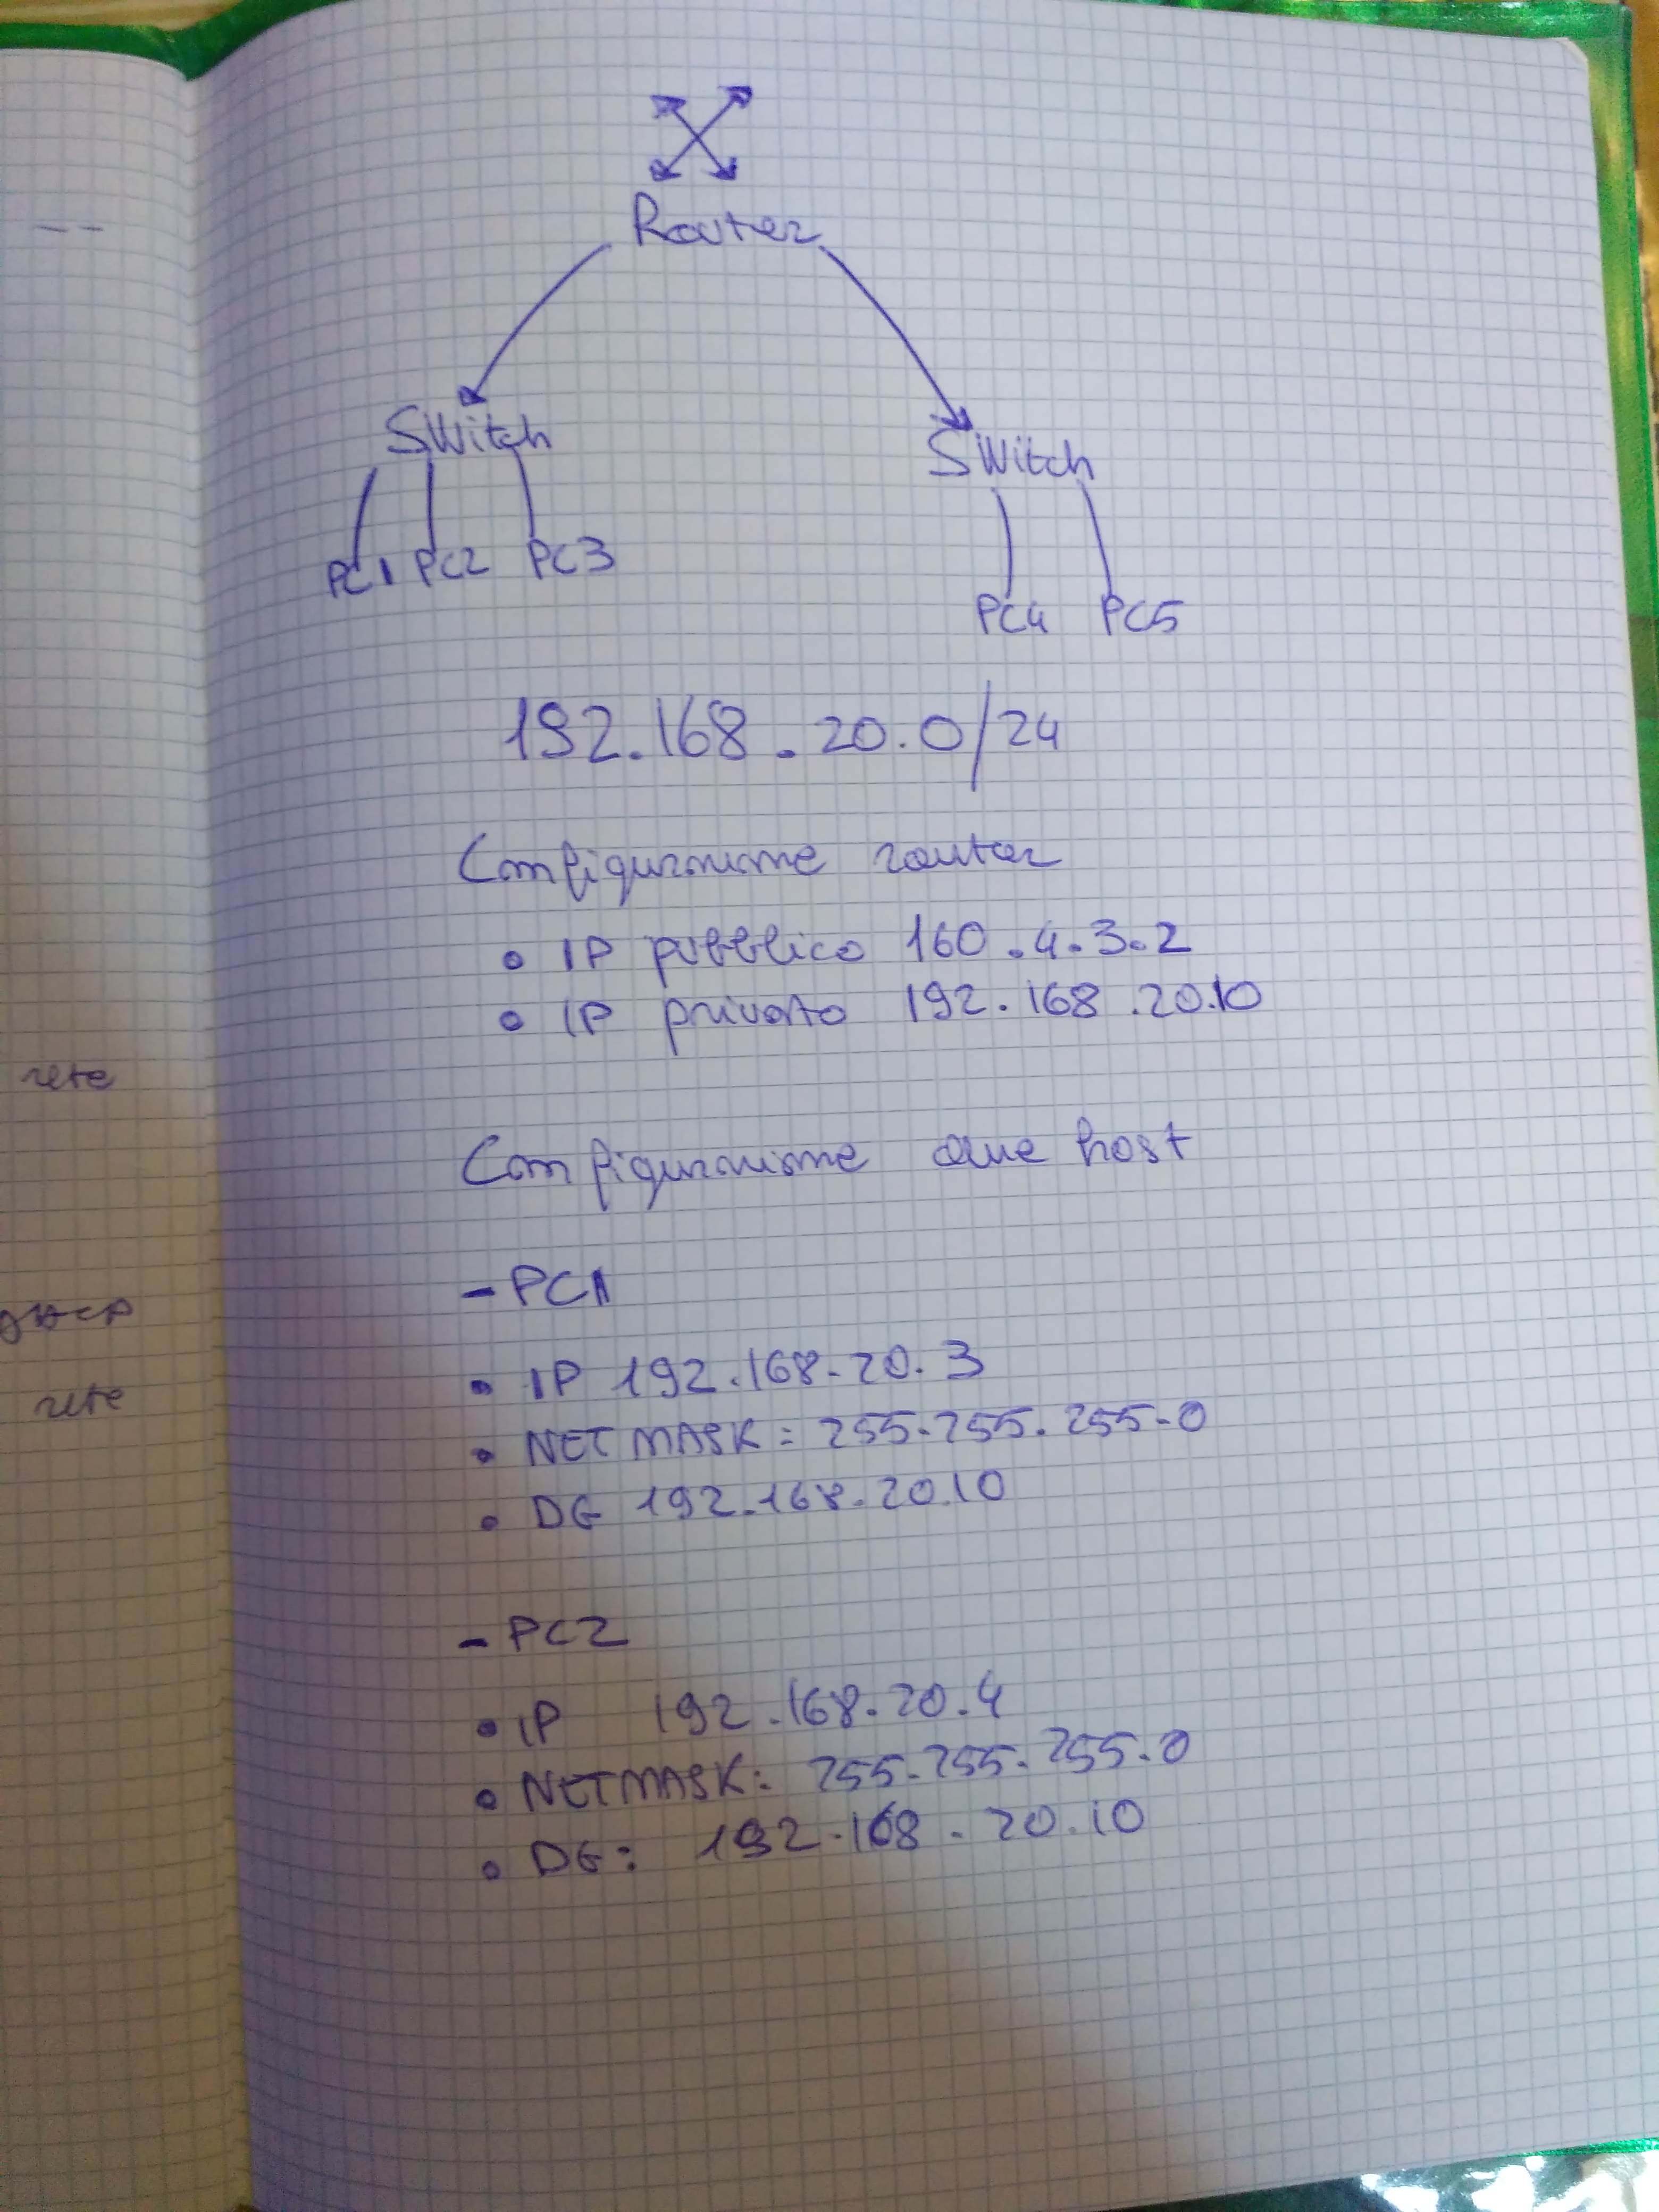 Router
Switch
Switch
PC1 PC2 PC3
PC4 PC5
192.168.20.0/24
Configurazione router
• IP pubblico 160.4.3.2
• IP privato 192.168.20.10
rete
Configurazione due host
- PC1
DHCP
• IP 192.168.20.3
rete
• NETMASK: 255.255.255.0
• DG 192.168.20.10
- PC2
• IP 192.168.20.4
• NETMASK: 255.255.255.0
• DG: 192.168.20.10